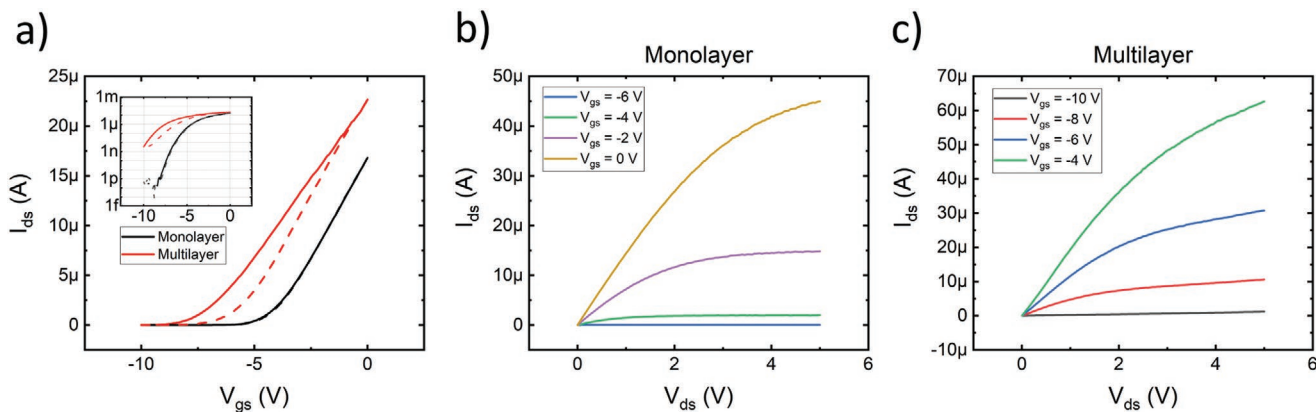 a)
25µ
20µ
15µ
10µ
5µ
0
-10
-5
0
I_ds (A)
V_gs (V)
1m
1µ
1n
1p
1f
-10
-5
0
Monolayer
Multilayer
b)
Monolayer
50µ
40µ
30µ
20µ
10µ
0
0
2
4
6
I_ds (A)
V_ds (V)
V_gs = -6 V
V_gs = -4 V
V_gs = -2 V
V_gs = 0 V
c)
Multilayer
70µ
60µ
50µ
40µ
30µ
20µ
10µ
0
-10µ
0
2
4
6
I_ds (A)
V_ds (V)
V_gs = -10 V
V_gs = -8 V
V_gs = -6 V
V_gs = -4 V